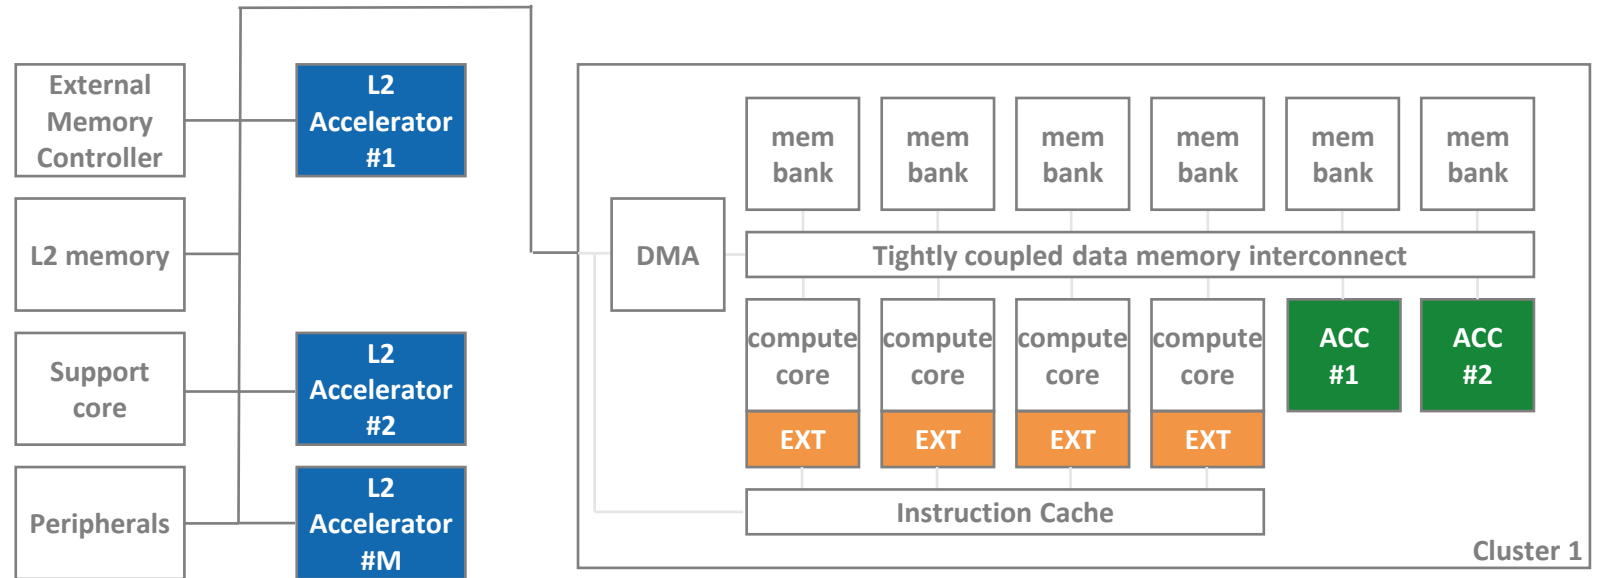 External
Memory
Controller
L2
Accelerator
#1
L2 memory
Support
core
L2
Accelerator
#2
Peripherals
L2
Accelerator
#M
mem
bank
mem
bank
mem
bank
mem
bank
mem
bank
mem
bank
DMA
Tightly coupled data memory interconnect
compute
core
compute
core
compute
core
compute
core
ACC
#1
ACC
#2
EXT
EXT
EXT
EXT
Instruction Cache
Cluster 1